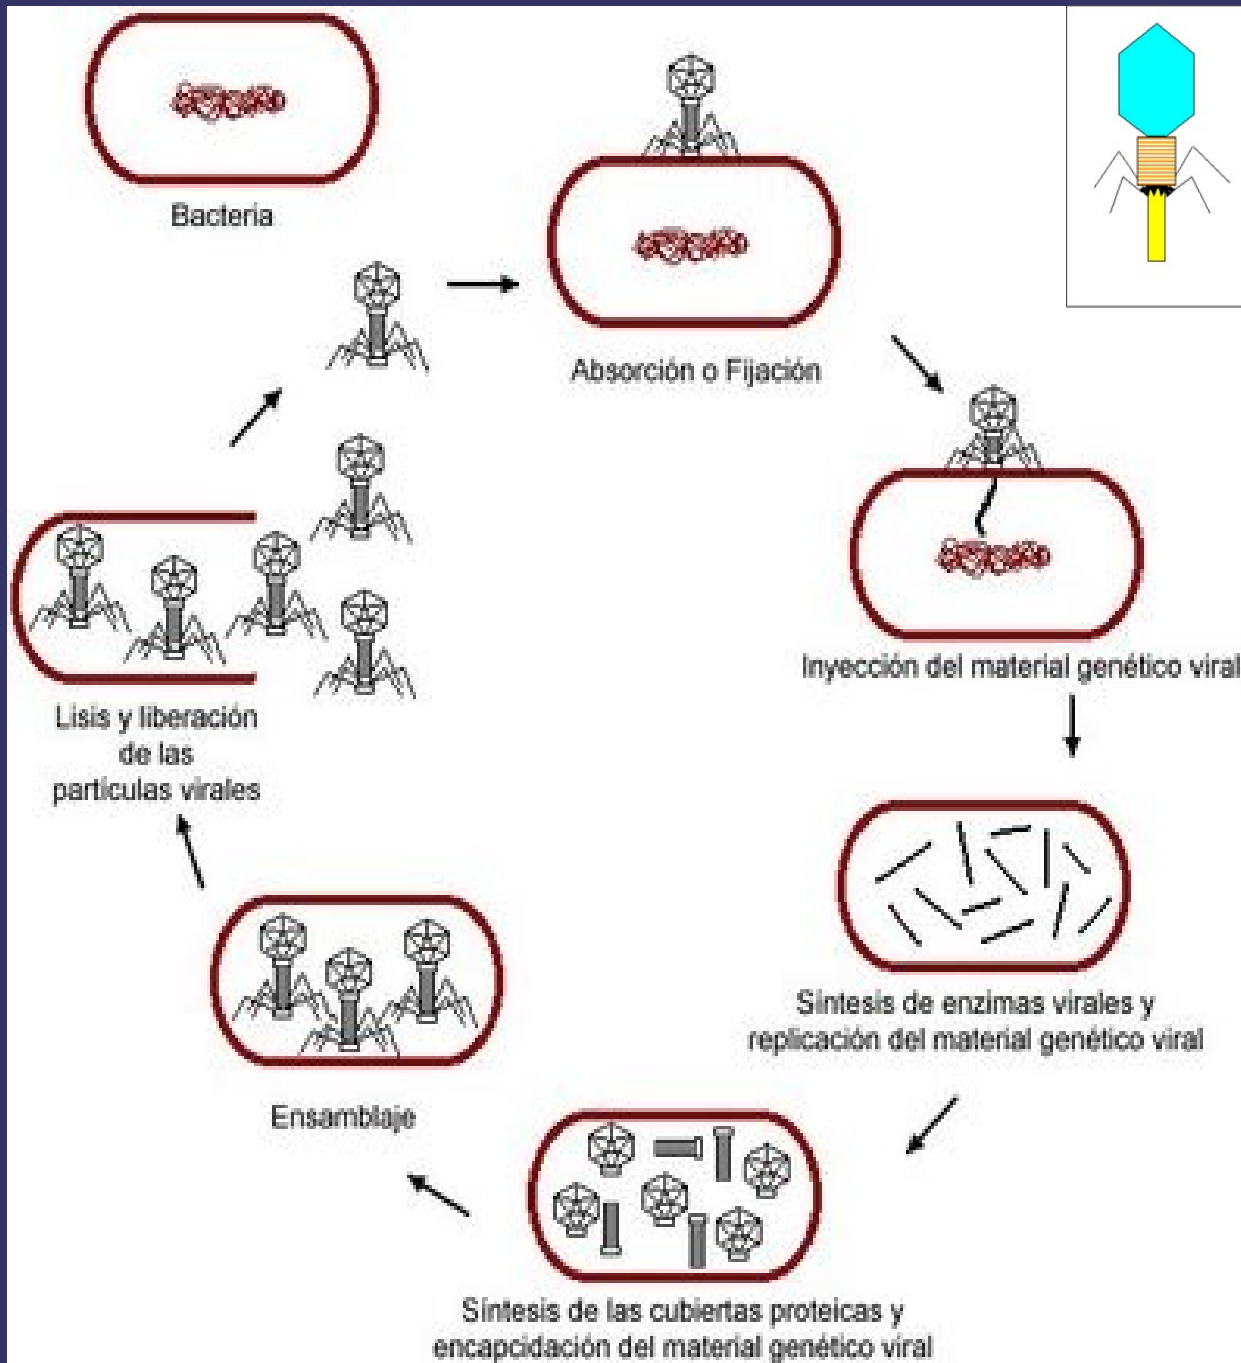 Bacteria
Absorción o Fijación
Inyección del material genético viral
Síntesis de enzimas virales y
replicación del material genético viral
Síntesis de las cubiertas proteicas y
encapcidación del material genético viral
Ensamblaje
Lisis y liberación
de las
partículas virales